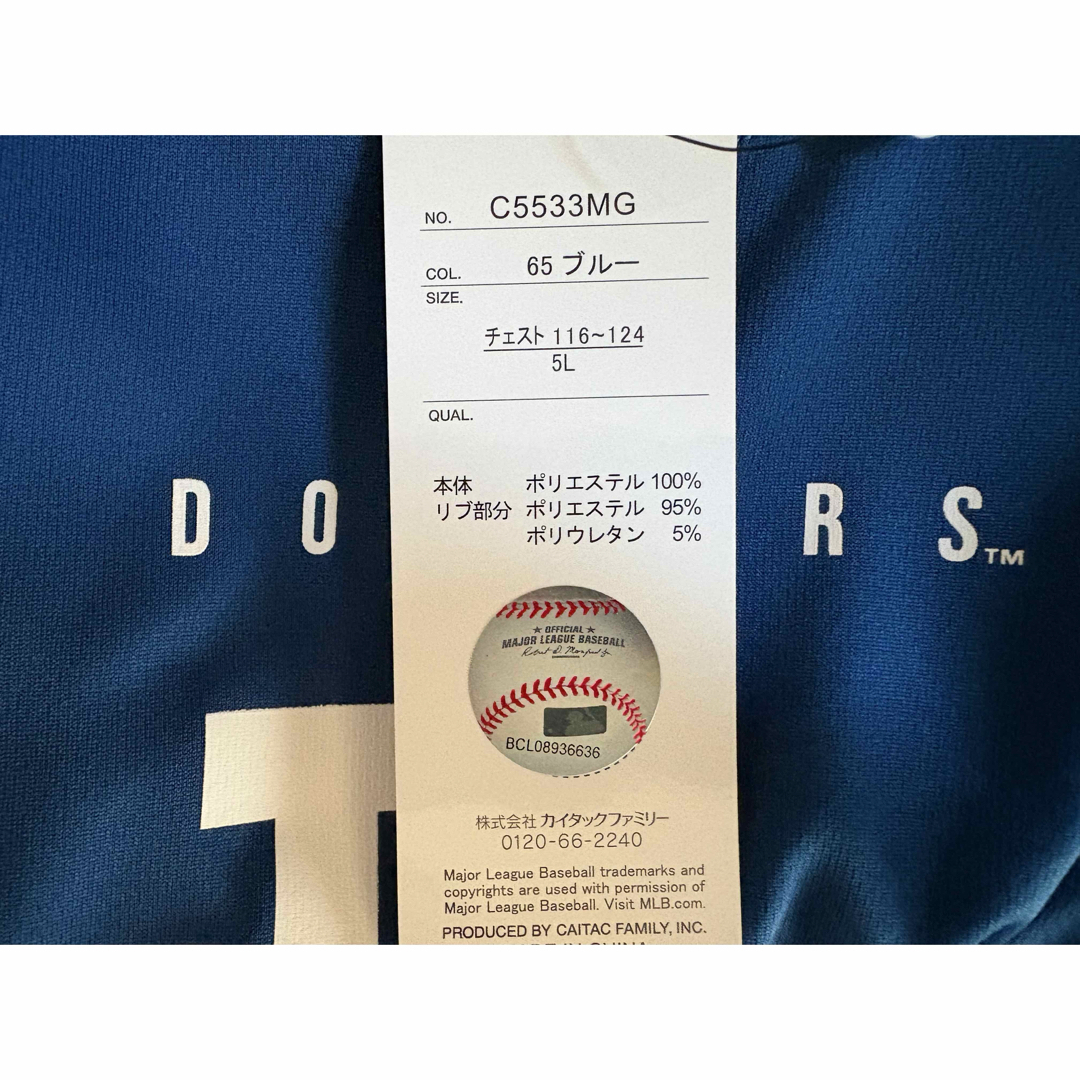 NO. C5533MG
COL. 65 ブルー
SIZE.
チェスト 116~124
5L
QUAL.
本体 ポリエステル 100%
リブ部分 ポリエステル 95%
ポリウレタン 5%
D O R S TM
★ OFFICIAL ★
MAJOR LEAGUE BASEBALL
BCL08936636
株式会社 カイタックファミリー
0120-66-2240
Major League Baseball trademarks and
copyrights are used with permission of
Major League Baseball. Visit MLB.com.
PRODUCED BY CAITAC FAMILY, INC.